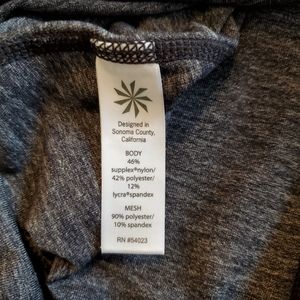 Designed in
Sonoma County,
California
BODY
46%
supplex®nylon/
42% polyester/
12%
lycra®spandex
MESH
90% polyester/
10% spandex
RN #54023